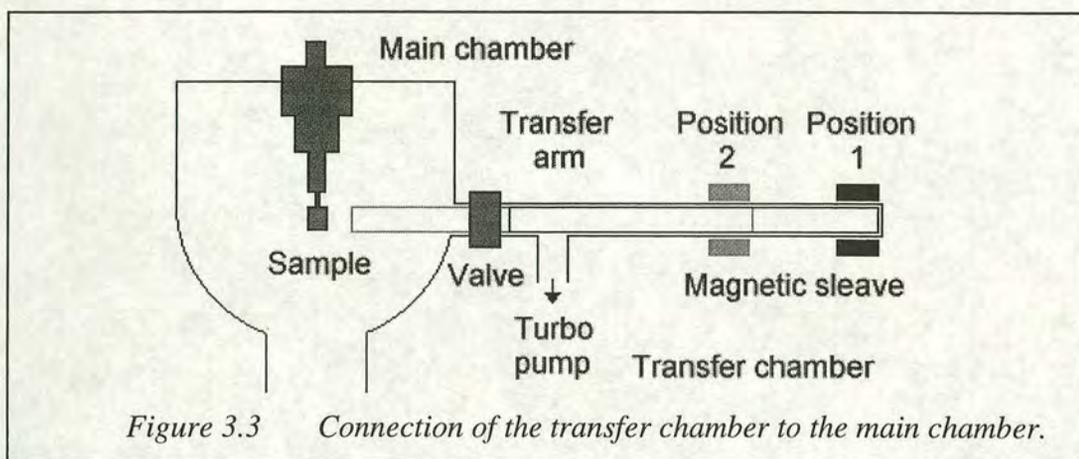 Main chamber
Transfer
arm
Position
2
Position
1
Sample
Valve
Magnetic sleave
Turbo
pump
Transfer chamber
Figure 3.3 Connection of the transfer chamber to the main chamber.